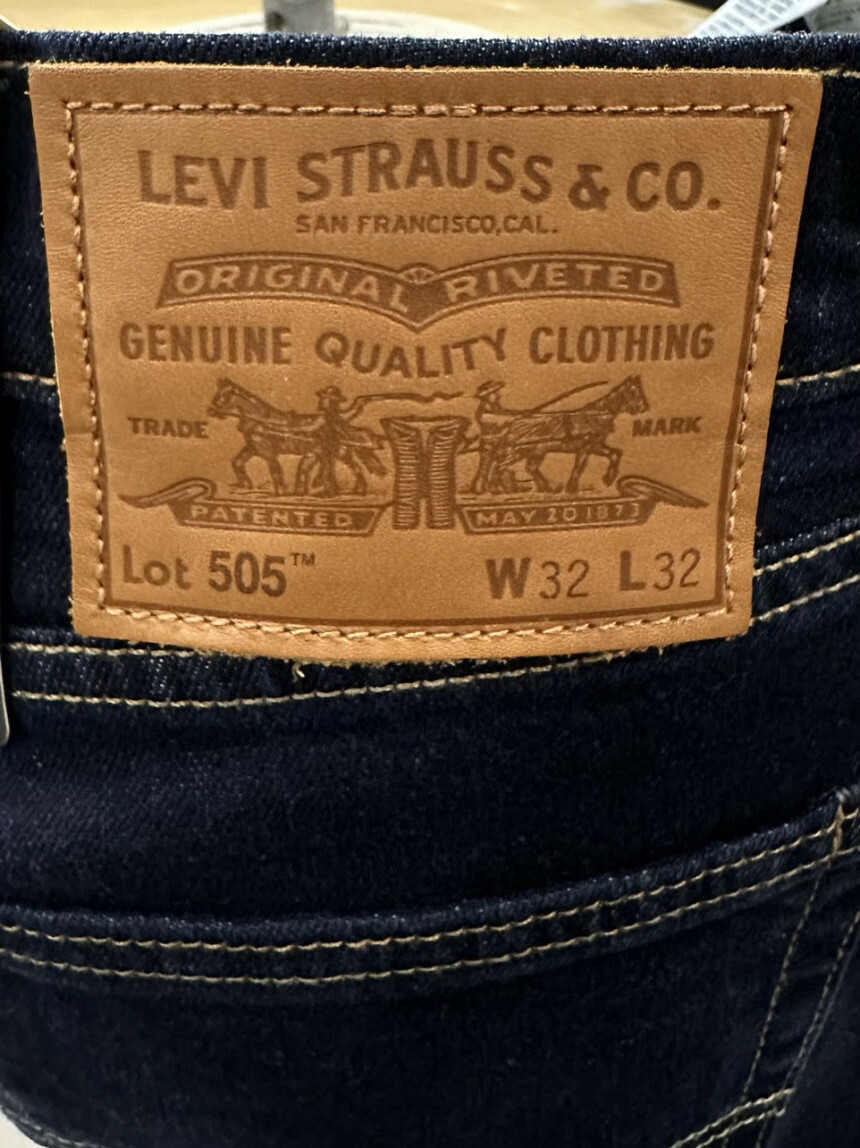 LEVI STRAUSS & CO.
SAN FRANCISCO, CAL.
ORIGINAL RIVETED
GENUINE QUALITY CLOTHING
TRADE MARK
PATENTED MAY 20 1873
Lot 505™ W32 L32